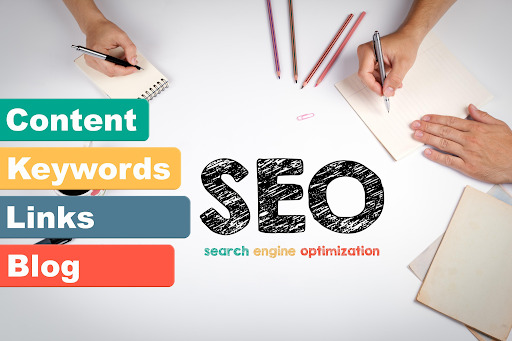 Content
Keywords
Links
Blog
SEO
search engine optimization